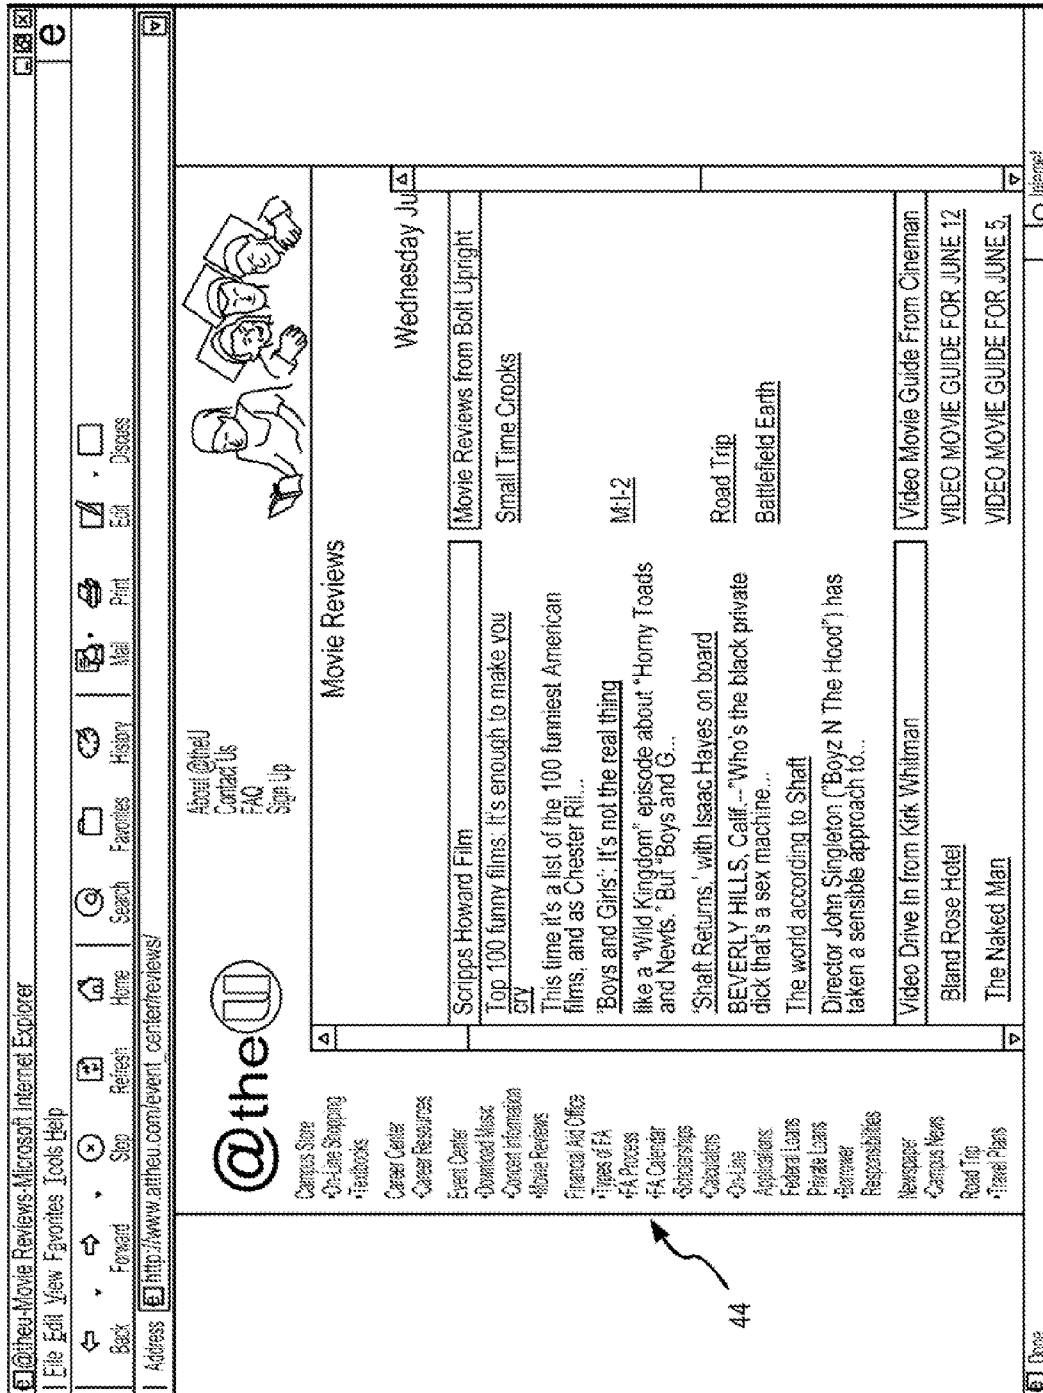 @theu-Movie Reviews-Microsoft Internet Explorer
File Edit View Favorites Tools Help
e
Back Forward Stop Refresh Home Search Favorites History Mail Print Edit Discuss
Address http://www.attheu.com/event_center/reviews/
@theU
About @theU
Contact Us
FAQ
Sign Up
Campus Store
•On-Line Shopping
•Textbooks
Career Center
•Career Resources
Event Center
•Download Music
•Concert Information
•Movie Reviews
Financial Aid Office
•Types of FA
•FA Process
•FA Calendar
•Scholarships
•Caculators
•On-Line
Applications:
Federal Loans
Private Loans
•Borrower
Responsibilities
Newspaper
•Campus News
Road Trip
•Travel Plans
44
Movie Reviews
Wednesday Ju
Scripps Howard Film
Top 100 funny films: It's enough to make you
cry
This time it's a list of the 100 funniest American
films, and as Chester Ril...
'Boys and Girls': It's not the real thing
like a "Wild Kingdom" episode about "Horny Toads
and Newts." But "Boys and G...
'Shaft Returns,' with Isaac Hayes on board
BEVERLY HILLS, Calif.--"Who's the black private
dick that's a sex machine...
The world according to Shaft
Director John Singleton ("Boyz N The Hood") has
taken a sensible approach to...
Movie Reviews from Bolt Upright
Small Time Crooks
M:I-2
Road Trip
Battlefield Earth
Video Drive In from Kirk Whitman
Bland Rose Hotel
The Naked Man
Video Movie Guide From Cineman
VIDEO MOVIE GUIDE FOR JUNE 12
VIDEO MOVIE GUIDE FOR JUNE 5,
Done
Internet